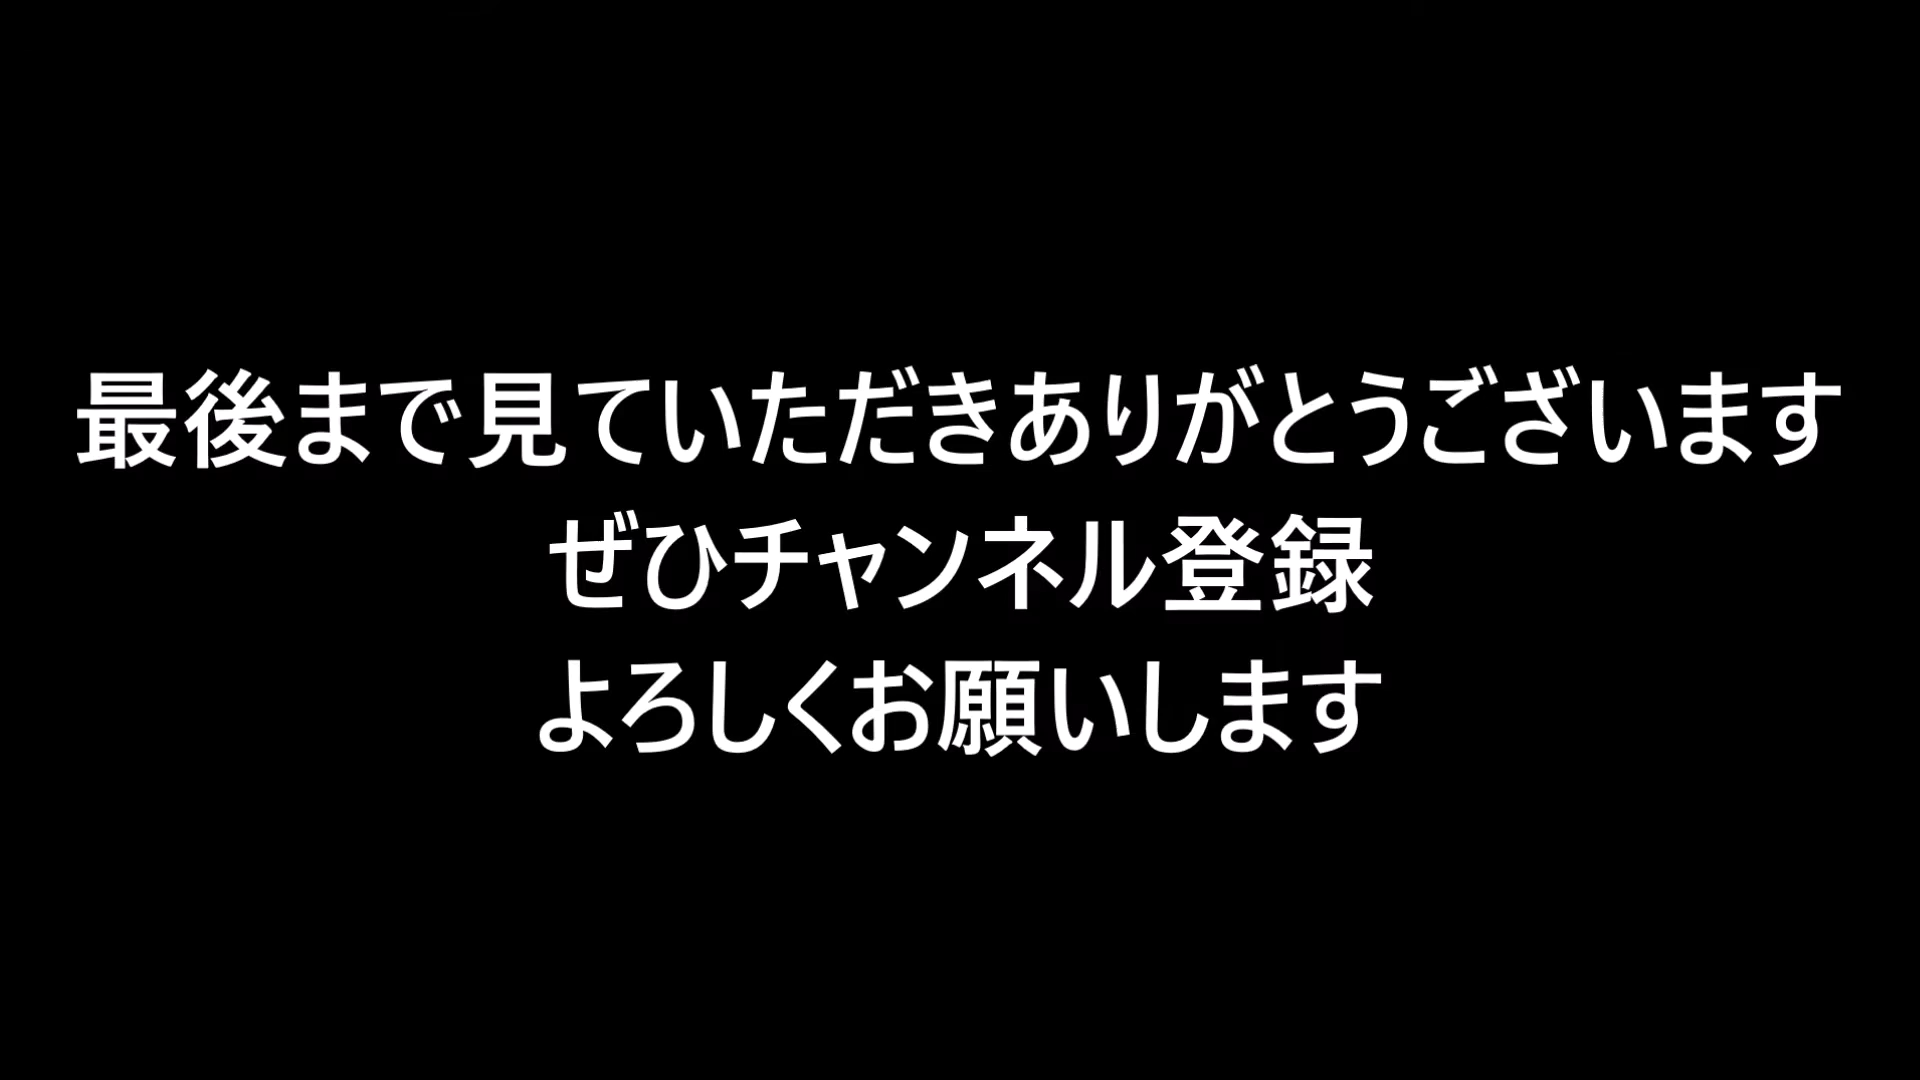 最後まで見ていただきありがとうございます
ぜひチャンネル登録
よろしくお願いします